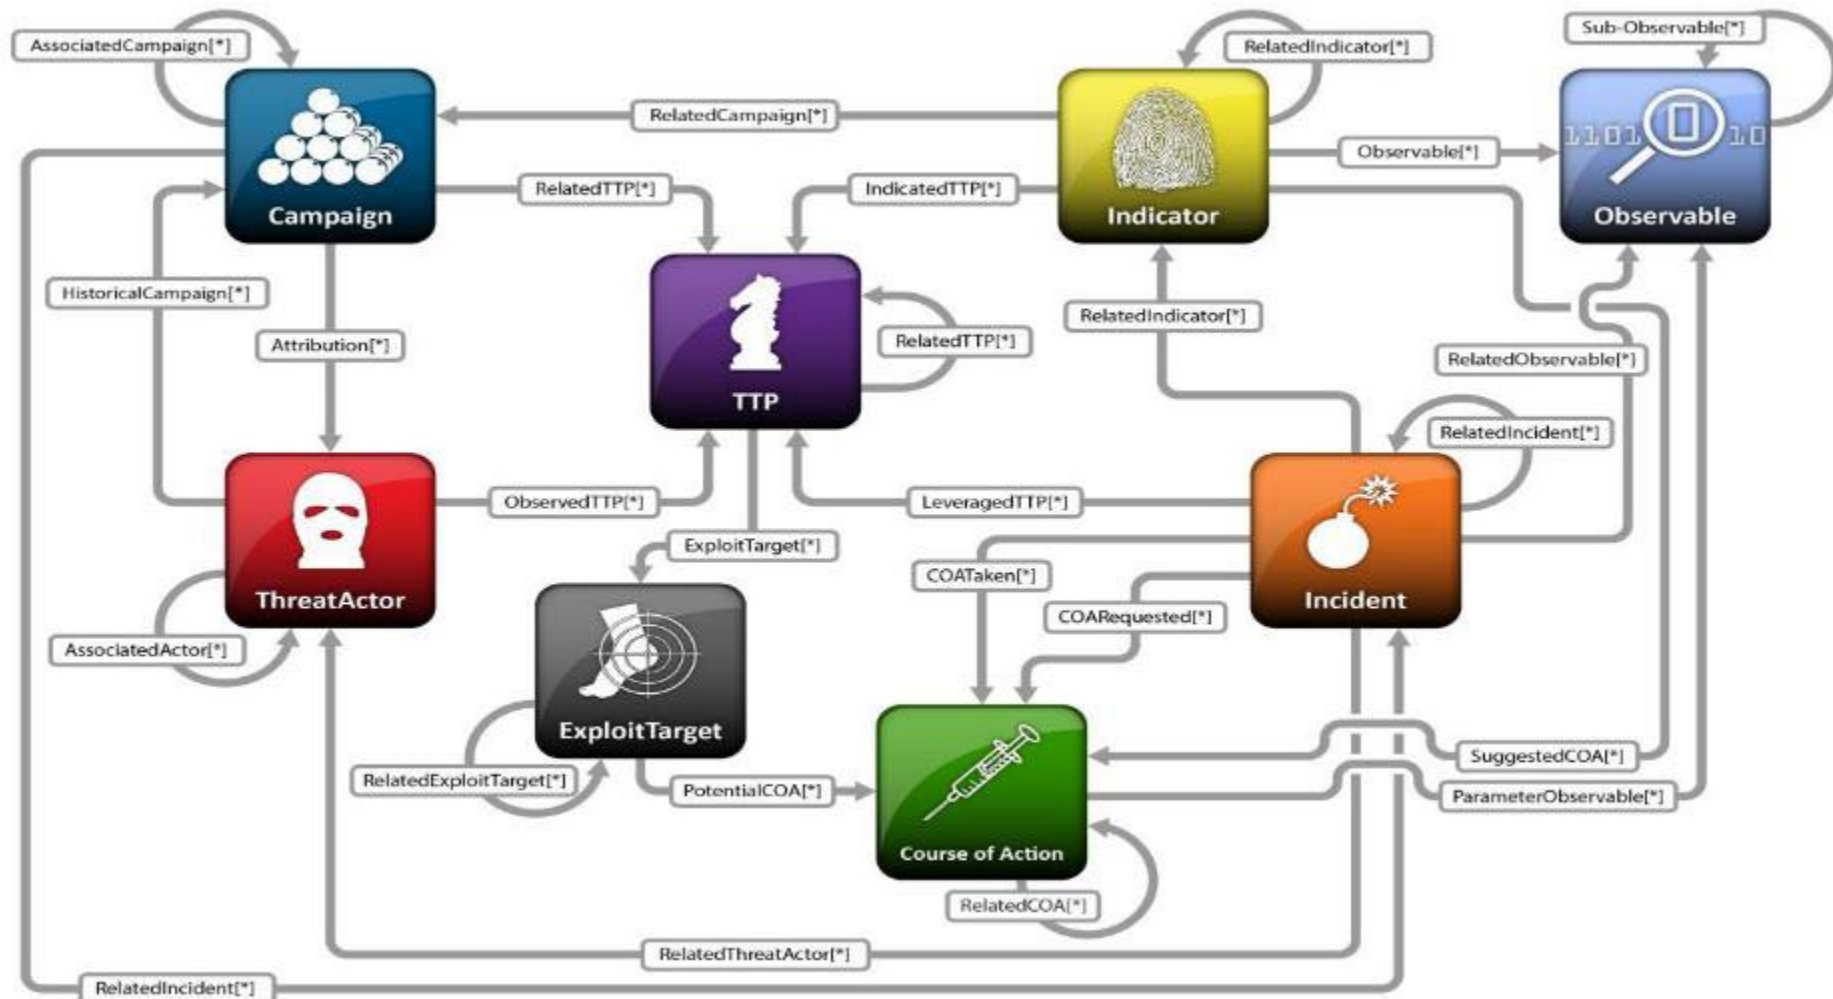 AssociatedCampaign[*]
RelatedIndicator[*]
Sub-Observable[*]
RelatedCampaign[*]
1101 0 10
Observable[*]
RelatedTTP[*]
IndicatedTTP[*]
Campaign
Indicator
Observable
HistoricalCampaign[*]
RelatedIndicator[*]
Attribution[*]
RelatedTTP[*]
RelatedObservable[*]
TTP
RelatedIncident[*]
ObservedTTP[*]
LeveragedTTP[*]
ExploitTarget[*]
COATaken[*]
ThreatActor
Incident
COARequested[*]
AssociatedActor[*]
ExploitTarget
SuggestedCOA[*]
RelatedExploitTarget[*]
PotentialCOA[*]
ParameterObservable[*]
Course of Action
RelatedCOA[*]
RelatedThreatActor[*]
RelatedIncident[*]